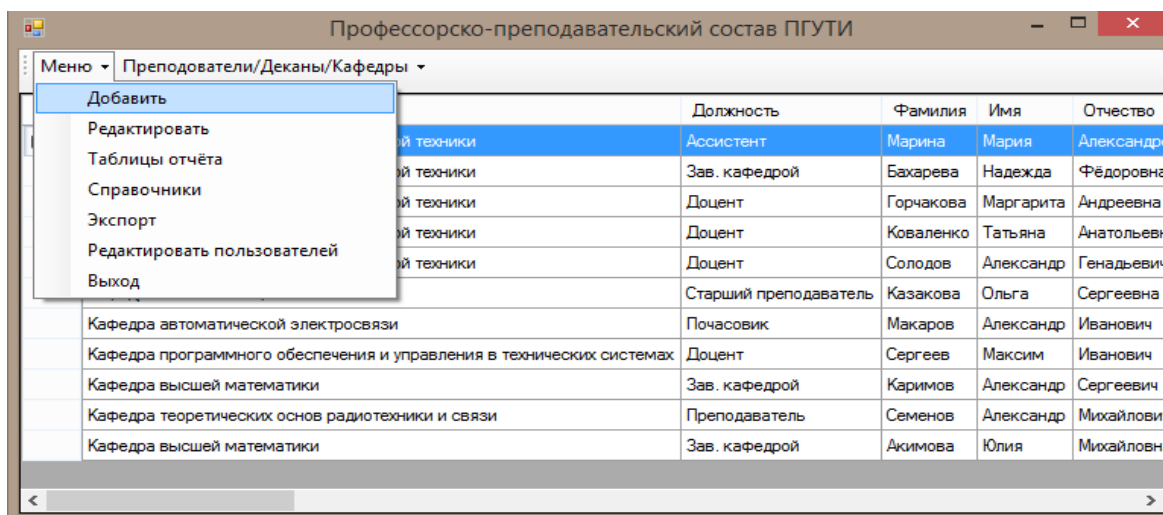 Профессорско-преподавательский состав ПГУТИ
Меню Преподователи/Деканы/Кафедры
Добавить
Редактировать
Таблицы отчёта
Справочники
Экспорт
Редактировать пользователей
Выход
Должность Фамилия Имя Отчество
техники Ассистент Марина Мария
техники Зав. кафедрой Бахарева Надежда Фёдоровна
техники Доцент Горчакова Маргарита Андреевна
техники Доцент Коваленко Татьяна
техники Доцент Солодов Александр Генадьевич
Старший преподаватель Казакова Ольга Сергеевна
Кафедра автоматической электросвязи Почасовик Макаров Александр Иванович
Кафедра программного обеспечения и управления в технических системах Доцент Сергеев Максим Иванович
Кафедра высшей математики Зав. кафедрой Каримов Александр Сергеевич
Кафедра теоретических основ радиотехники и связи Преподаватель Семенов Александр Михайлови
Кафедра высшей математики Зав. кафедрой Акимова Юлия Михайловн